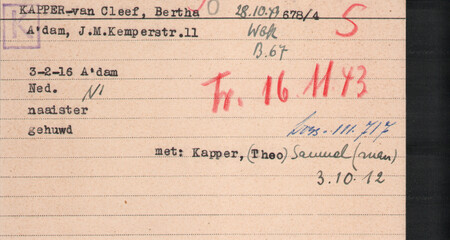 KAPPER-van Cleef, Bertha 28.10.43 678/4 S
A'dam, J.M.Kemperstr.11 Wbk
B.67
3-2-16 A'dam Tr. 16.11.43
Ned. NI
naaister
gehuwd
met: Kapper,(Theo) Samuel (man)
3.10.12